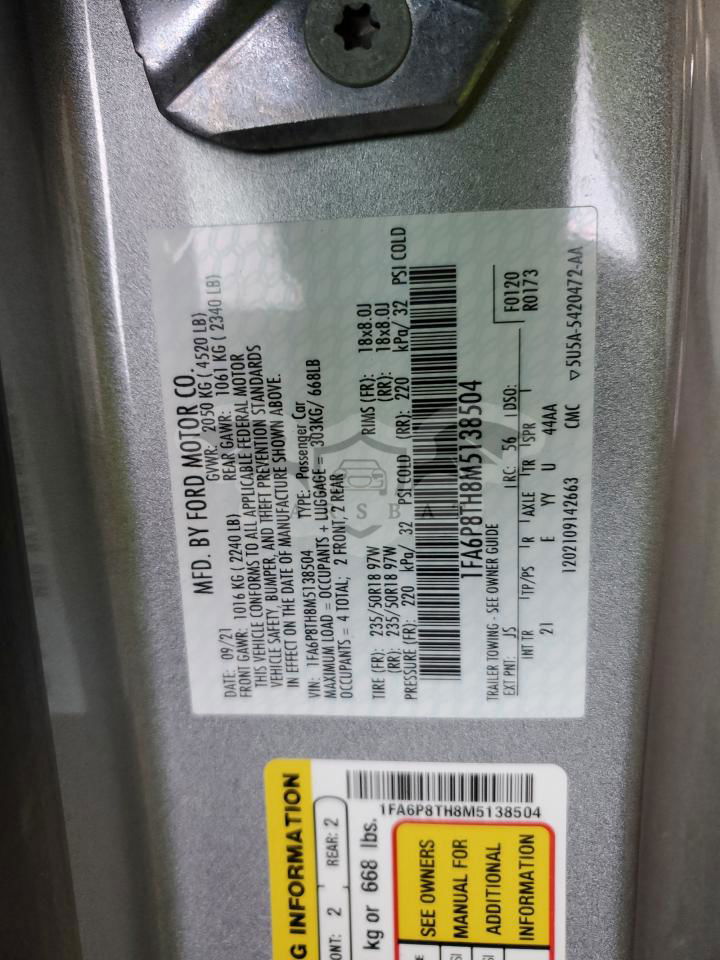 MFD. BY FORD MOTOR CO.
DATE: 09/21 GVWR: 2050 KG ( 4520 LB)
FRONT GAWR: 1016 KG ( 2240 LB) REAR GAWR: 1061 KG ( 2340 LB)
THIS VEHICLE CONFORMS TO ALL APPLICABLE FEDERAL MOTOR
VEHICLE SAFETY, BUMPER, AND THEFT PREVENTION STANDARDS
IN EFFECT ON THE DATE OF MANUFACTURE SHOWN ABOVE.
VIN: 1FA6P8TH8M5138504 TYPE: Passenger Car
MAXIMUM LOAD = OCCUPANTS + LUGGAGE = 303KG/ 668LB
OCCUPANTS = 4 TOTAL; 2 FRONT, 2 REAR
TIRE (FR): 235/50R18 97W RIMS (FR): 18x8.0J
(RR): 235/50R18 97W (RR): 18x8.0J
PRESSURE (FR): 220 kPa/ 32 PSI COLD (RR): 220 kPa/ 32 PSI COLD
1FA6P8TH8M5138504
TRAILER TOWING - SEE OWNER GUIDE
EXT PNT: JS RC: 56 DSO: F0120
INT TR TP/PS R AXLE TR SPR R0173
21 E YY U 44AA
12021109142663 CMC 5U5A-5420472-AA
SBA
G INFORMATION
ONT: 2 REAR: 2
kg or 668 lbs.
1FA6P8TH8M5138504
SEE OWNERS
MANUAL FOR
ADDITIONAL
INFORMATION